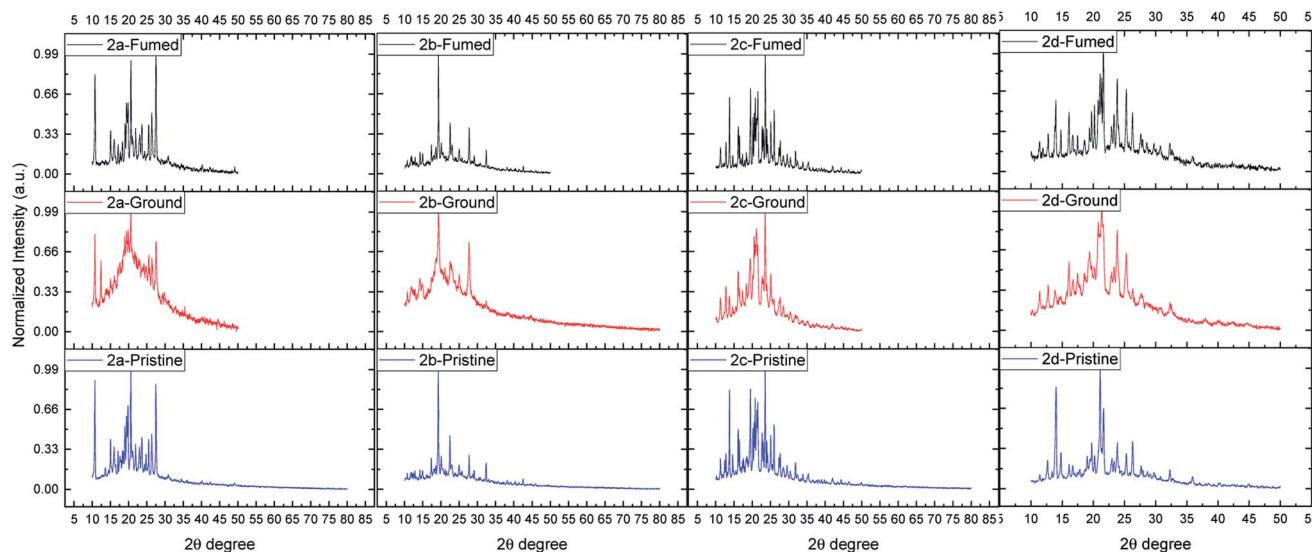 5 10 15 20 25 30 35 40 45 50 55 60 65 70 75 80 85 5 10 15 20 25 30 35 40 45 50 55 60 65 70 75 80 85 5 10 15 20 25 30 35 40 45 50 55 60 65 70 75 80 85 5 10 15 20 25 30 35 40 45 50 5
2a-Fumed 2b-Fumed 2c-Fumed 2d-Fumed
0.99
0.66
0.33
0.00
2a-Ground 2b-Ground 2c-Ground 2d-Ground
0.99
0.66
0.33
0.00
Normalized Intensity (a.u.)
2a-Pristine 2b-Pristine 2c-Pristine 2d-Pristine
0.99
0.66
0.33
0.00
5 10 15 20 25 30 35 40 45 50 55 60 65 70 75 80 85 5 10 15 20 25 30 35 40 45 50 55 60 65 70 75 80 85 5 10 15 20 25 30 35 40 45 50 55 60 65 70 75 80 85 5 10 15 20 25 30 35 40 45 50 5
2θ degree 2θ degree 2θ degree 2θ degree